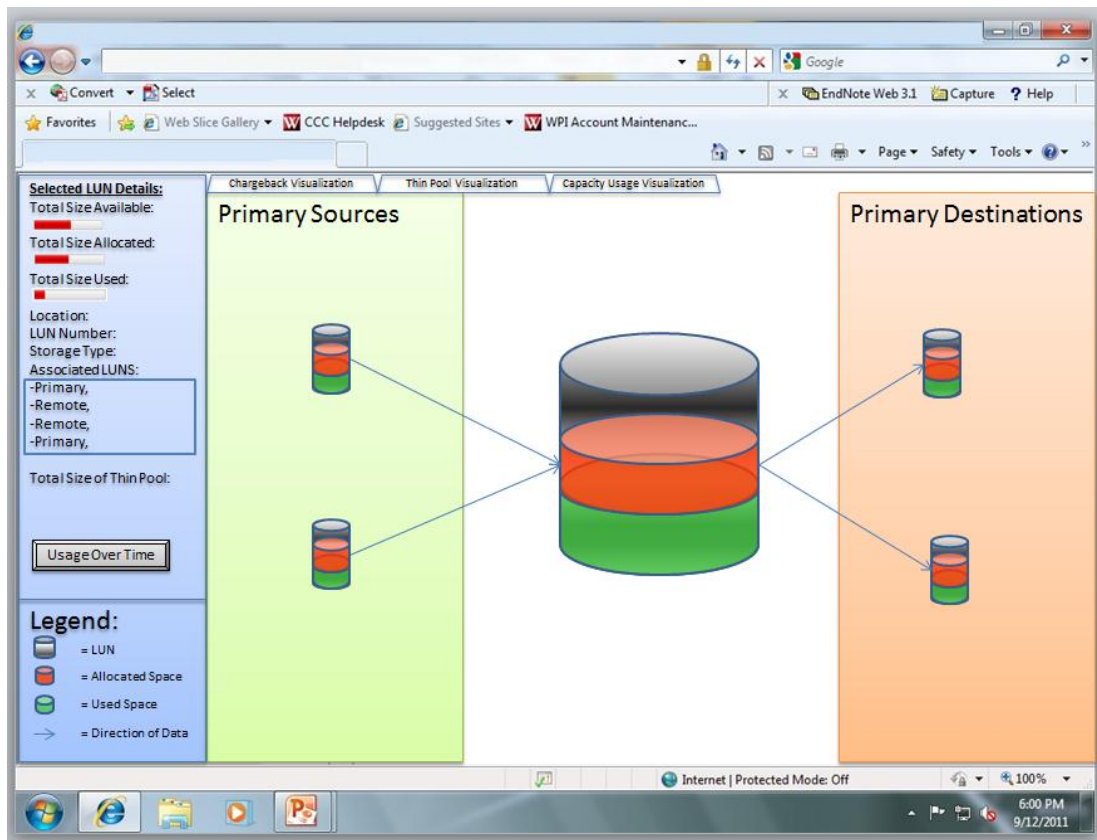 Google
Convert
Select
EndNote Web 3.1
Capture
Help
Favorites
Web Slice Gallery
CCC Helpdesk
Suggested Sites
WPI Account Maintenanc...
Page
Safety
Tools
Chargeback Visualization
Thin Pool Visualization
Capacity Usage Visualization
Selected LUN Details:
Total Size Available:
Total Size Allocated:
Total Size Used:
Location:
LUN Number:
Storage Type:
Associated LUNS:
-Primary,
-Remote,
-Remote,
-Primary,
Total Size of Thin Pool:
Usage Over Time
Legend:
= LUN
= Allocated Space
= Used Space
= Direction of Data
Primary Sources
Primary Destinations
Internet | Protected Mode: Off
100%
6:00 PM
9/12/2011